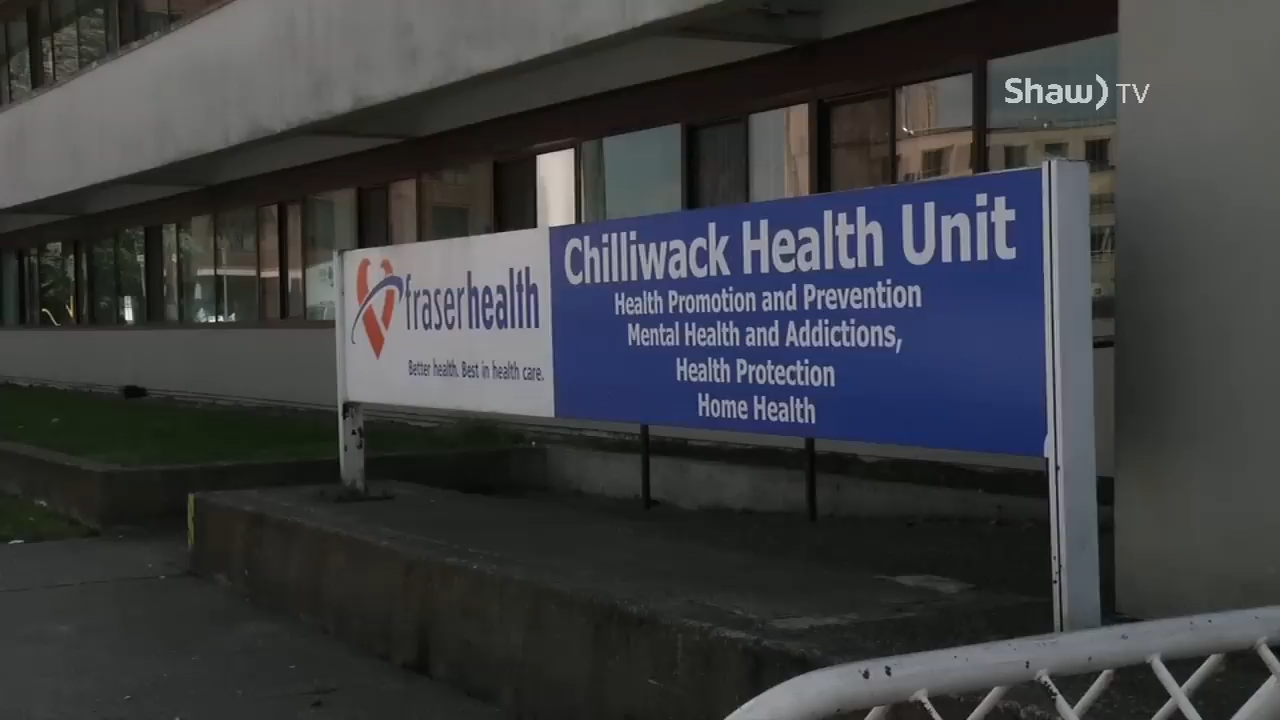 Shaw) TV
fraserhealth
Better health. Best in health care.
Chilliwack Health Unit
Health Promotion and Prevention
Mental Health and Addictions,
Health Protection
Home Health